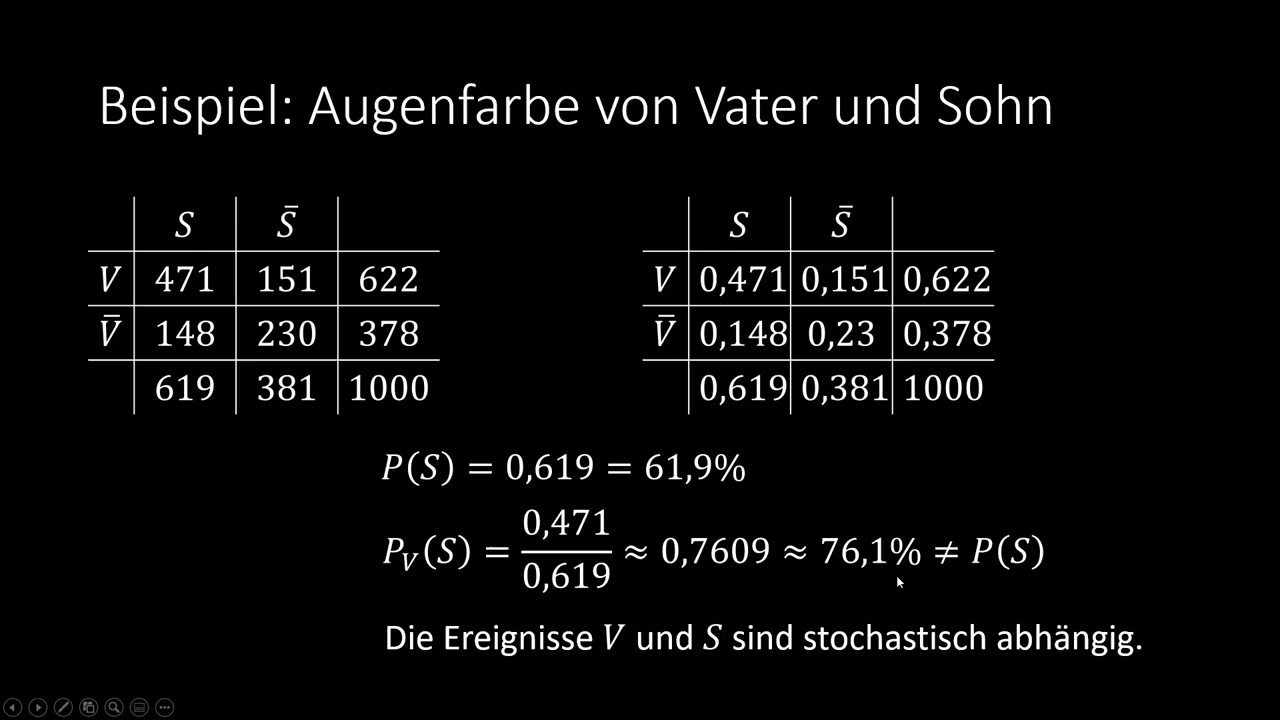 Beispiel: Augenfarbe von Vater und Sohn
S S̄
V 471 151 622
V̄ 148 230 378
619 381 1000
S S̄
V 0,471 0,151 0,622
V̄ 0,148 0,23 0,378
0,619 0,381 1000
P(S) = 0,619 = 61,9%
P_V(S) = 0,471/0,619 ≈ 0,7609 ≈ 76,1% ≠ P(S)
Die Ereignisse V und S sind stochastisch abhängig.